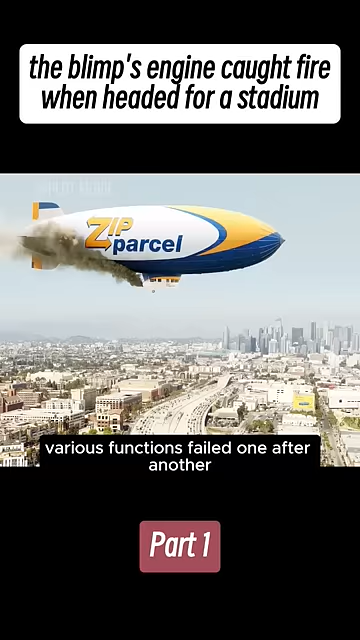 the blimp's engine caught fire
when headed for a stadium
ZIP
parcel
various functions failed one after
another
Part 1